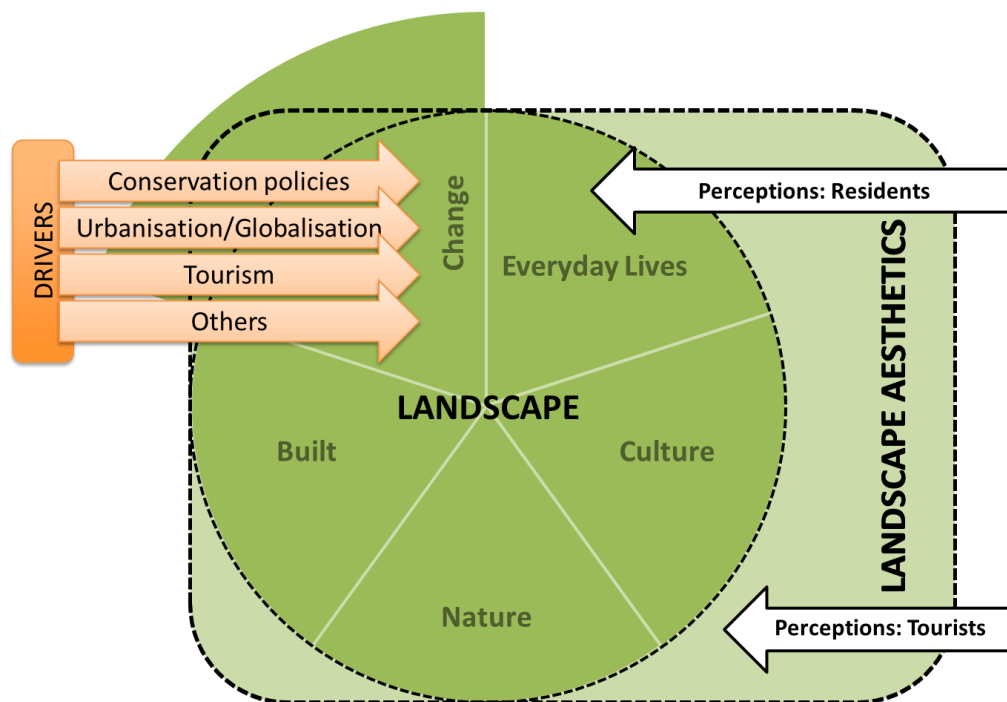 DRIVERS
Conservation policies
Urbanisation/Globalisation
Tourism
Others
Change
Everyday Lives
Perceptions: Residents
LANDSCAPE AESTHETICS
LANDSCAPE
Built
Culture
Nature
Perceptions: Tourists